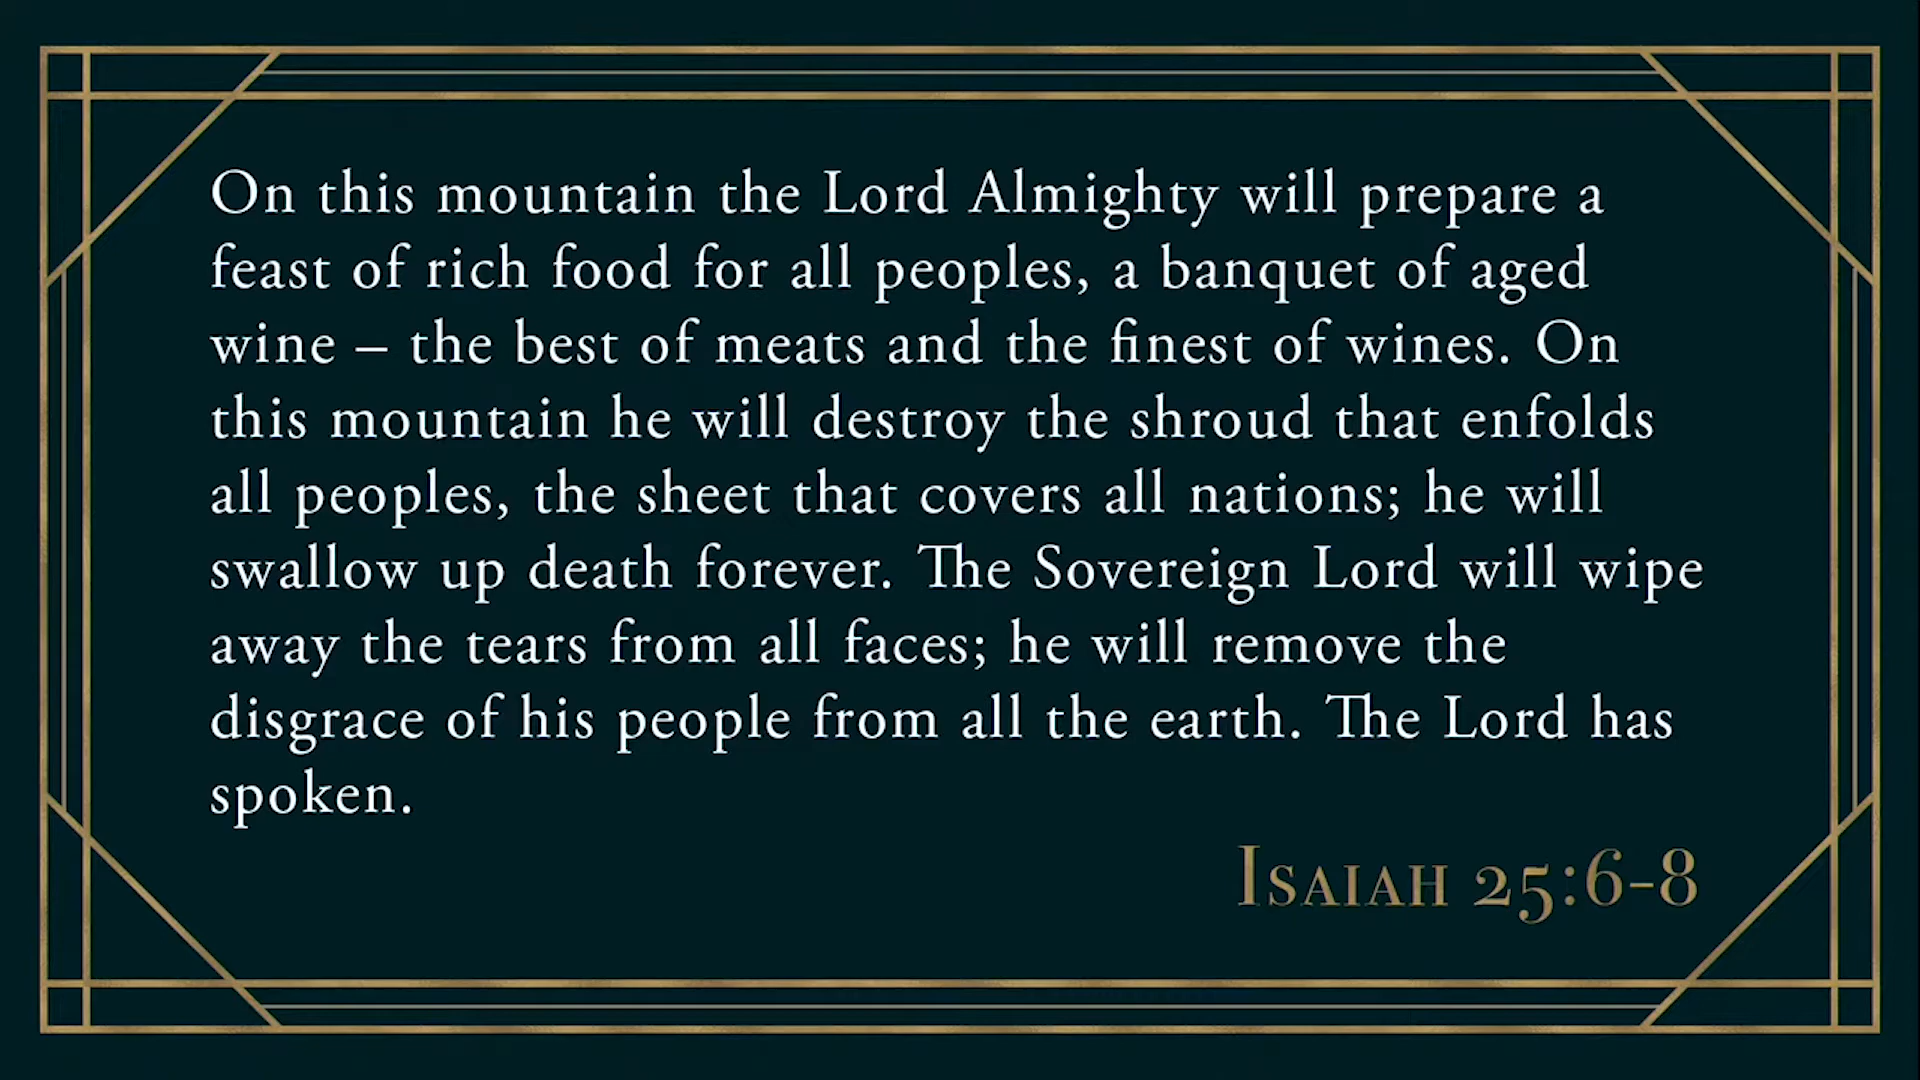 On this mountain the Lord Almighty will prepare a
feast of rich food for all peoples, a banquet of aged
wine – the best of meats and the finest of wines. On
this mountain he will destroy the shroud that enfolds
all peoples, the sheet that covers all nations; he will
swallow up death forever. The Sovereign Lord will wipe
away the tears from all faces; he will remove the
disgrace of his people from all the earth. The Lord has
spoken.
Isaiah 25:6-8